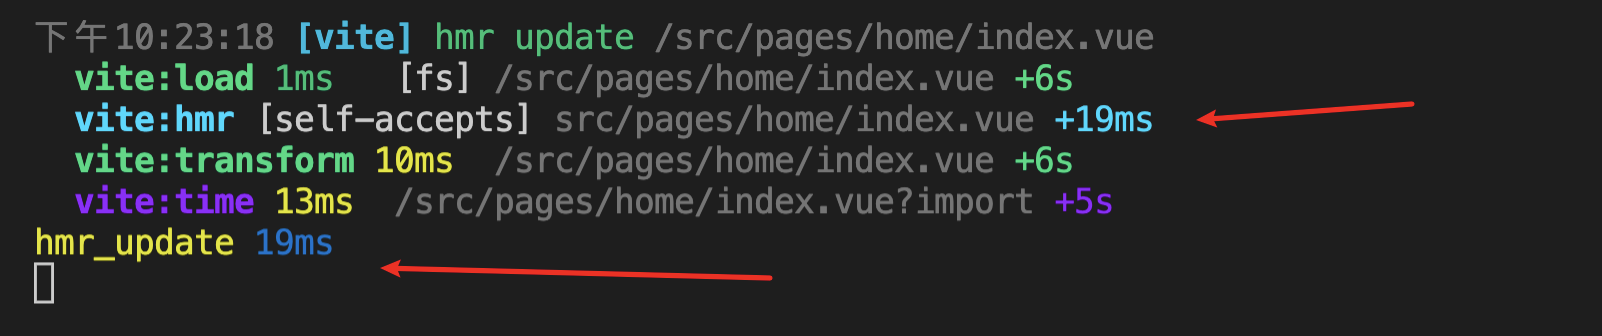 下午10:23:18 [vite] hmr update /src/pages/home/index.vue
vite:load 1ms [fs] /src/pages/home/index.vue +6s
vite:hmr [self-accepts] src/pages/home/index.vue +19ms
vite:transform 10ms /src/pages/home/index.vue +6s
vite:time 13ms /src/pages/home/index.vue?import +5s
hmr_update 19ms